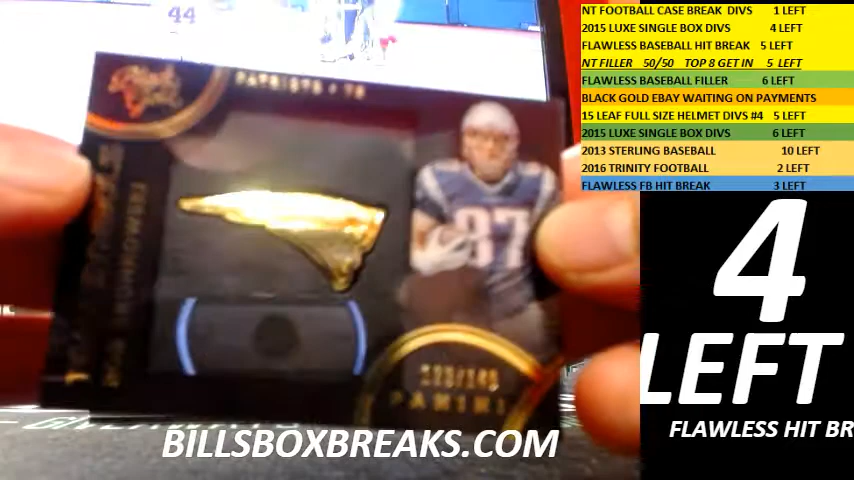 44
PATRIOTS • TE
87
ROB GRONKOWSKI
PANINI
BILLSBOXBREAKS.COM
NT FOOTBALL CASE BREAK DIVS 1 LEFT
2015 LUXE SINGLE BOX DIVS 4 LEFT
FLAWLESS BASEBALL HIT BREAK 5 LEFT
NT FILLER 50/50 TOP 8 GET IN 5 LEFT
FLAWLESS BASEBALL FILLER 6 LEFT
BLACK GOLD EBAY WAITING ON PAYMENTS
15 LEAF FULL SIZE HELMET DIVS #4 5 LEFT
2015 LUXE SINGLE BOX DIVS 6 LEFT
2013 STERLING BASEBALL 10 LEFT
2016 TRINITY FOOTBALL 2 LEFT
FLAWLESS FB HIT BREAK 3 LEFT
4
LEFT
FLAWLESS HIT BR